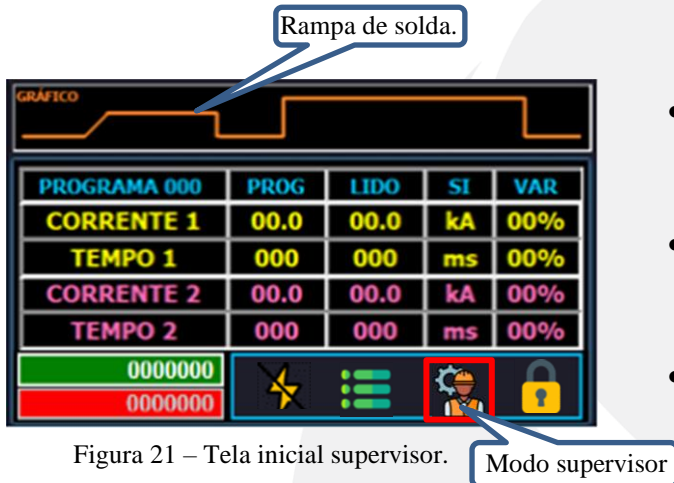 Rampa de solda.
GRÁFICO
PROGRAMA 000 PROG LIDO SI VAR
CORRENTE 1 00.0 00.0 kA 00%
TEMPO 1 000 000 ms 00%
CORRENTE 2 00.0 00.0 kA 00%
TEMPO 2 000 000 ms 00%
0000000
0000000
Figura 21 – Tela inicial supervisor.
Modo supervisor